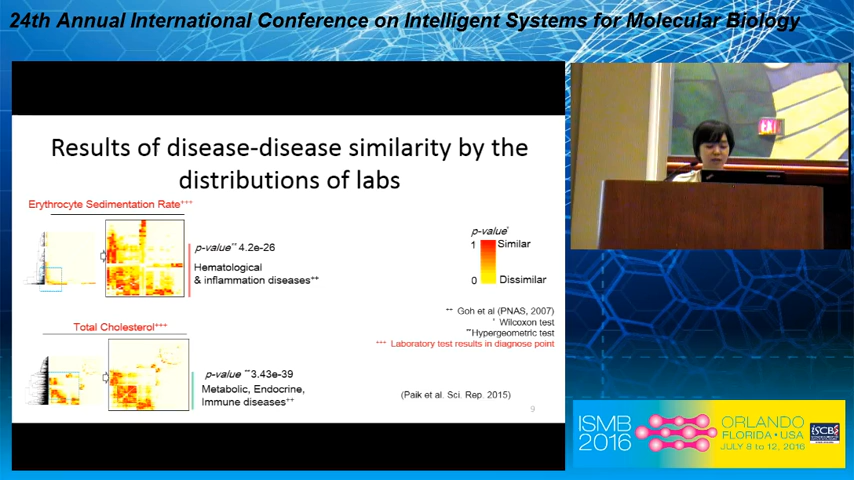 24th Annual International Conference on Intelligent Systems for Molecular Biology
Results of disease-disease similarity by the
distributions of labs
Erythrocyte Sedimentation Rate+++
p-value** 4.2e-26
Hematological
& inflammation diseases++
Total Cholesterol+++
p-value **3.43e-39
Metabolic, Endocrine,
Immune diseases++
p-value*
1 Similar
0 Dissimilar
++ Goh et al (PNAS, 2007)
* Wilcoxon test
**Hypergeometric test
+++ Laboratory test results in diagnose point
(Paik et al. Sci. Rep. 2015)
9
EXIT
ISMB
2016
ORLANDO
FLORIDA • USA
JULY 8 to 12, 2016
ISCB